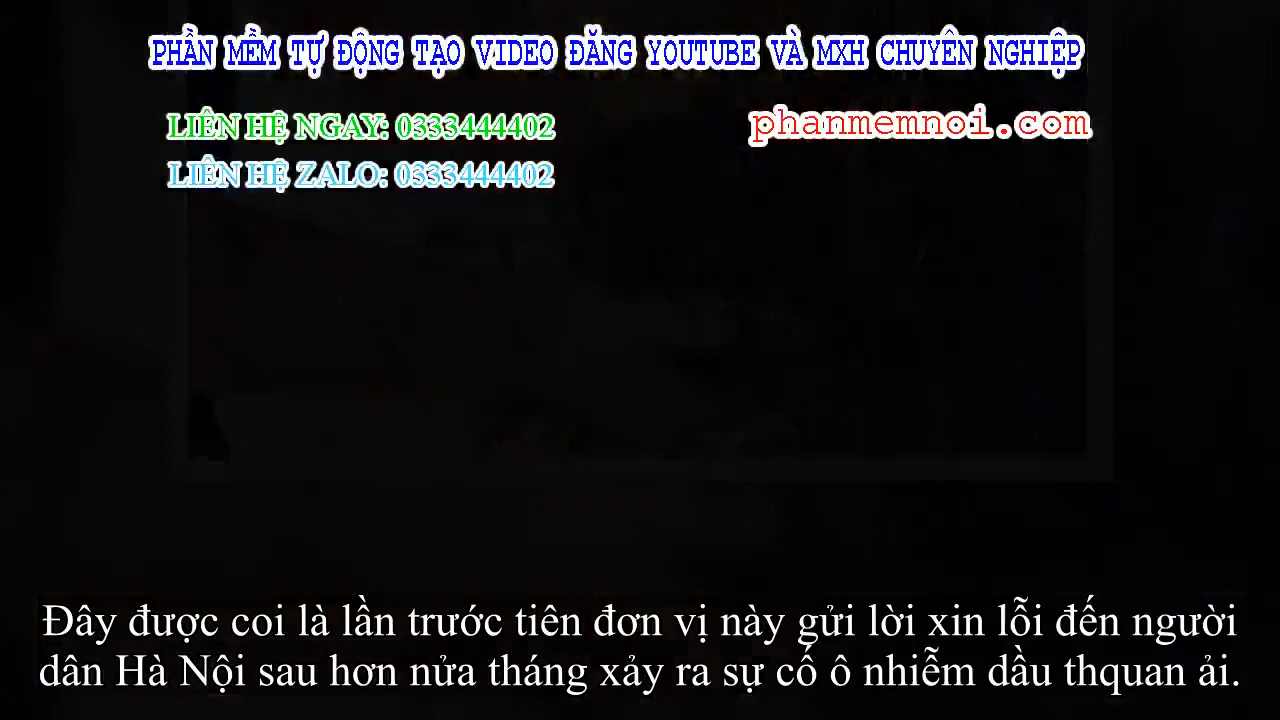 PHẦN MỀM TỰ ĐỘNG TẠO VIDEO ĐĂNG YOUTUBE VÀ MXH CHUYÊN NGHIỆP
LIÊN HỆ NGAY: 0333444402
phanmemnoi.com
LIÊN HỆ ZALO: 0333444402
Đây được coi là lần trước tiên đơn vị này gửi lời xin lỗi đến người
dân Hà Nội sau hơn nửa tháng xảy ra sự cố ô nhiễm dầu thquan ải.